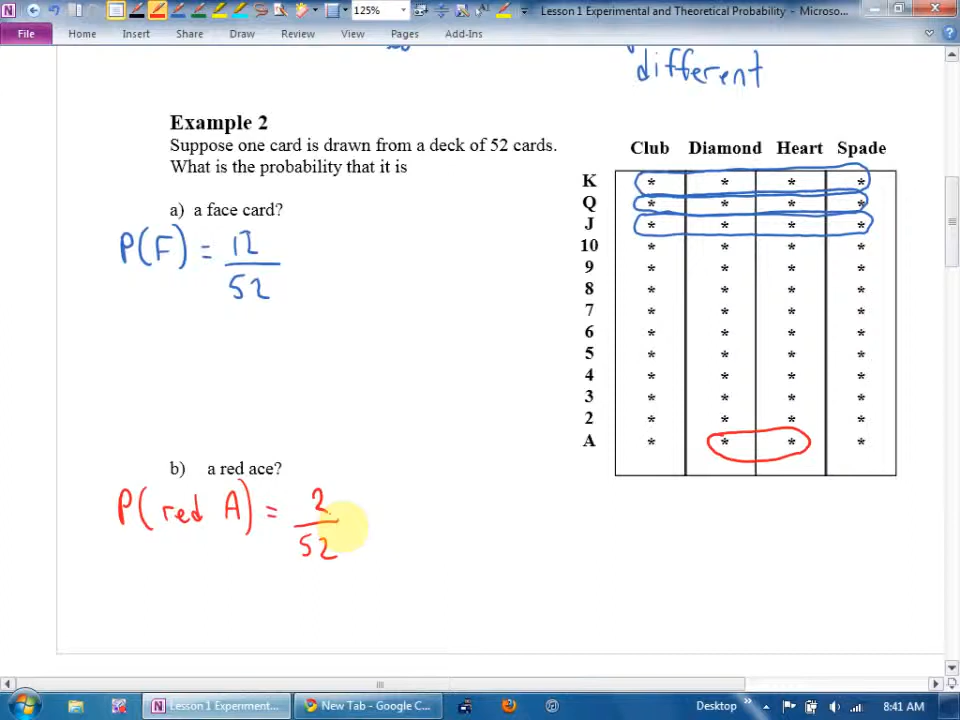 125%
Lesson 1 Experimental and Theoretical Probability - Microso...
File Home Insert Share Draw Review View Pages Add-Ins
different
Example 2
Suppose one card is drawn from a deck of 52 cards.
What is the probability that it is
a) a face card?
P(F) = 12
52
Club Diamond Heart Spade
K * * * *
Q * * * *
J * * * *
10 * * * *
9 * * * *
8 * * * *
7 * * * *
6 * * * *
5 * * * *
4 * * * *
3 * * * *
2 * * * *
A * * * *
b) a red ace?
P(red A) = 2
52
Lesson 1 Experiment... New Tab - Google C... Desktop 8:41 AM